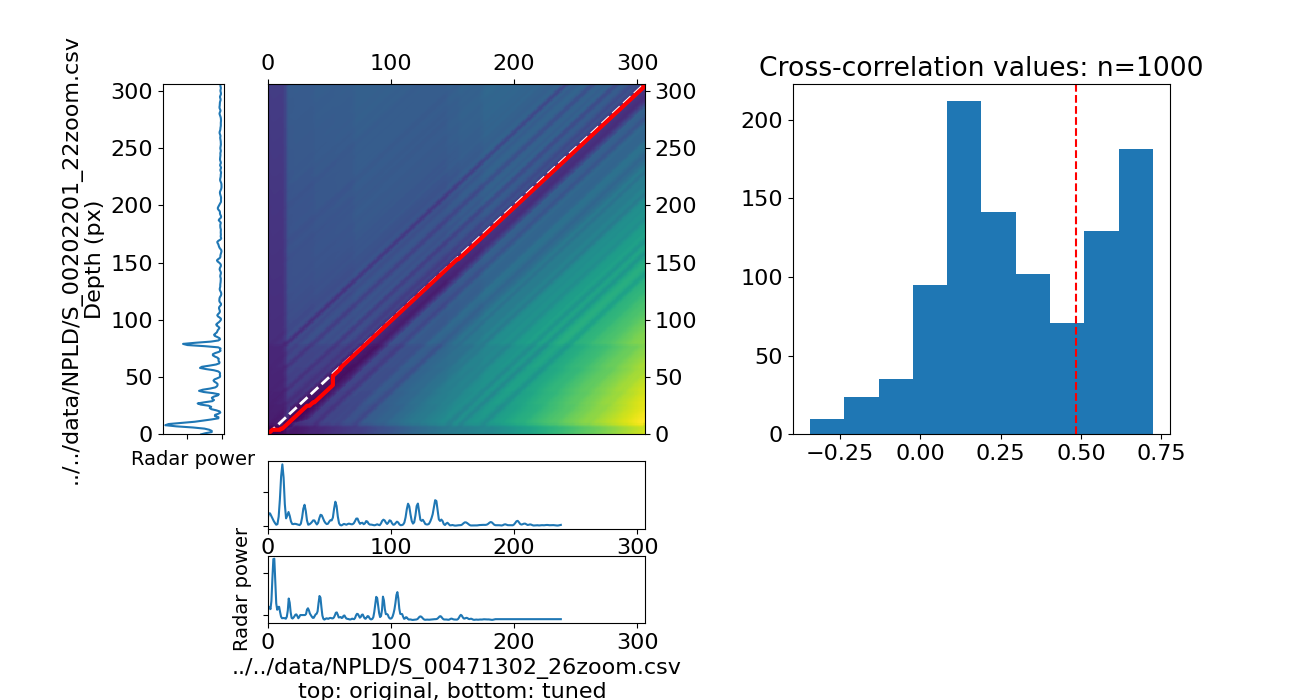 0 100 200 300
Cross-correlation values: n=1000
../../data/NPLD/S_00202201_22zoom.csv
Depth (px)
300
250
200
150
100
50
0
Radar power
300
250
200
150
100
50
0
200
150
100
50
0
−0.25 0.00 0.25 0.50 0.75
0 100 200 300
Radar power
0 100 200 300
../../data/NPLD/S_00471302_26zoom.csv
top: original, bottom: tuned